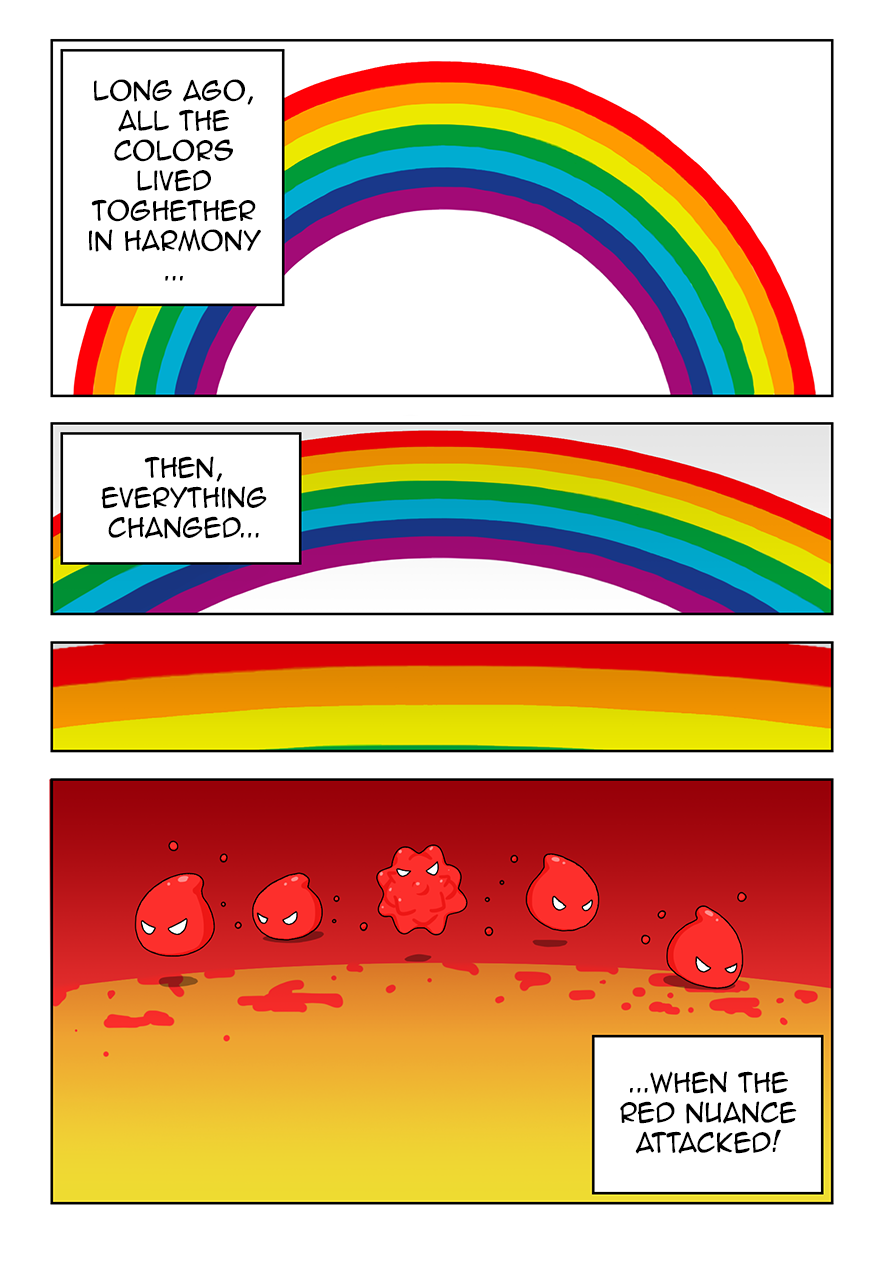 LONG AGO,
ALL THE
COLORS
LIVED
TOGHETHER
IN HARMONY
...
THEN,
EVERYTHING
CHANGED...
...WHEN THE
RED NUANCE
ATTACKED!